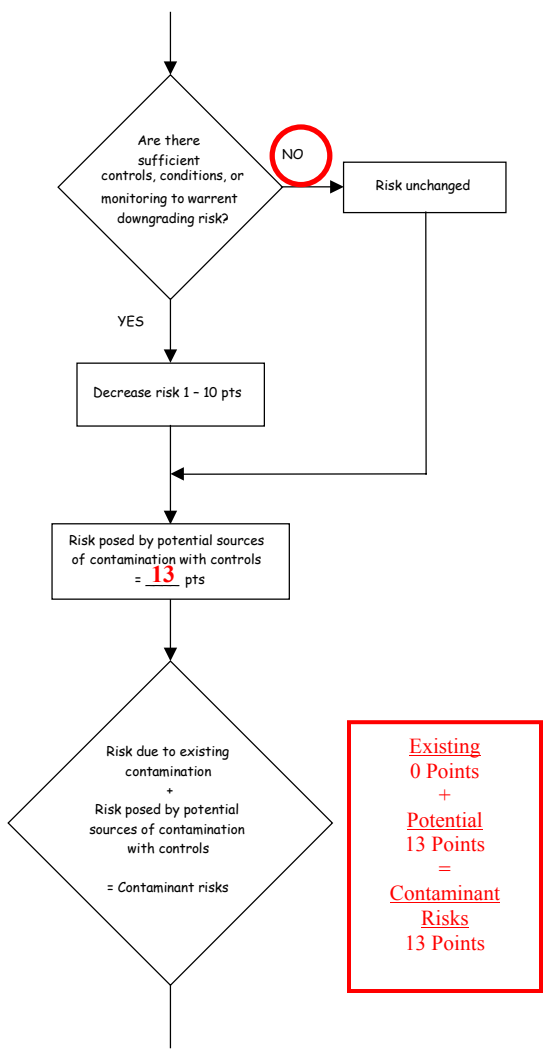 Are there
sufficient
controls, conditions, or
monitoring to warrent
downgrading risk?
NO
Risk unchanged
YES
Decrease risk 1 – 10 pts
Risk posed by potential sources
of contamination with controls
= 13 pts
Risk due to existing
contamination
+
Risk posed by potential
sources of contamination
with controls
= Contaminant risks
Existing
0 Points
+
Potential
13 Points
=
Contaminant
Risks
13 Points